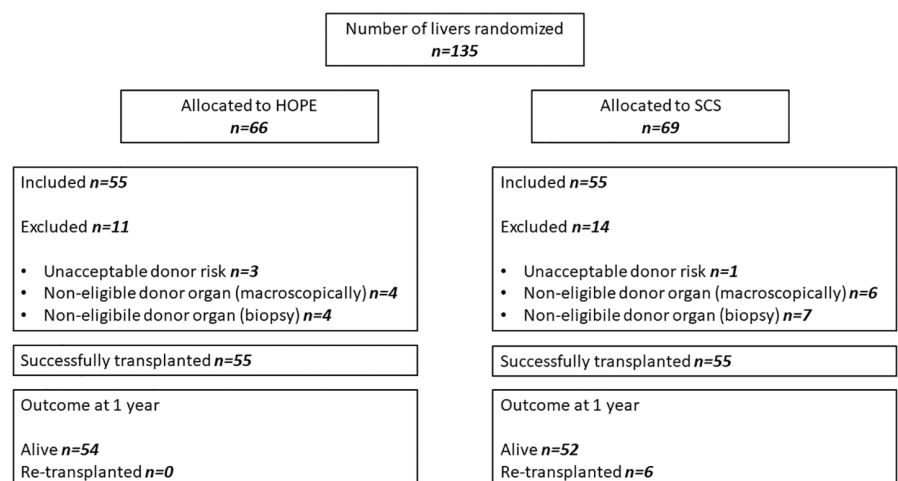 Number of livers randomized
n=135
Allocated to HOPE
n=66
Allocated to SCS
n=69
Included n=55
Excluded n=11
• Unacceptable donor risk n=3
• Non-eligible donor organ (macroscopically) n=4
• Non-eligibile donor organ (biopsy) n=4
Included n=55
Excluded n=14
• Unacceptable donor risk n=1
• Non-eligible donor organ (macroscopically) n=6
• Non-eligibile donor organ (biopsy) n=7
Successfully transplanted n=55
Successfully transplanted n=55
Outcome at 1 year
Alive n=54
Re-transplanted n=0
Outcome at 1 year
Alive n=52
Re-transplanted n=6